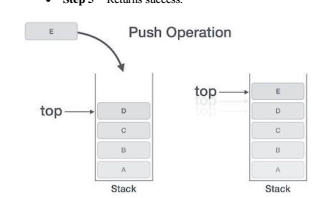 • Step 5 – Returns success.
E
Push Operation
top
D
C
B
A
Stack
top
E
D
C
B
A
Stack